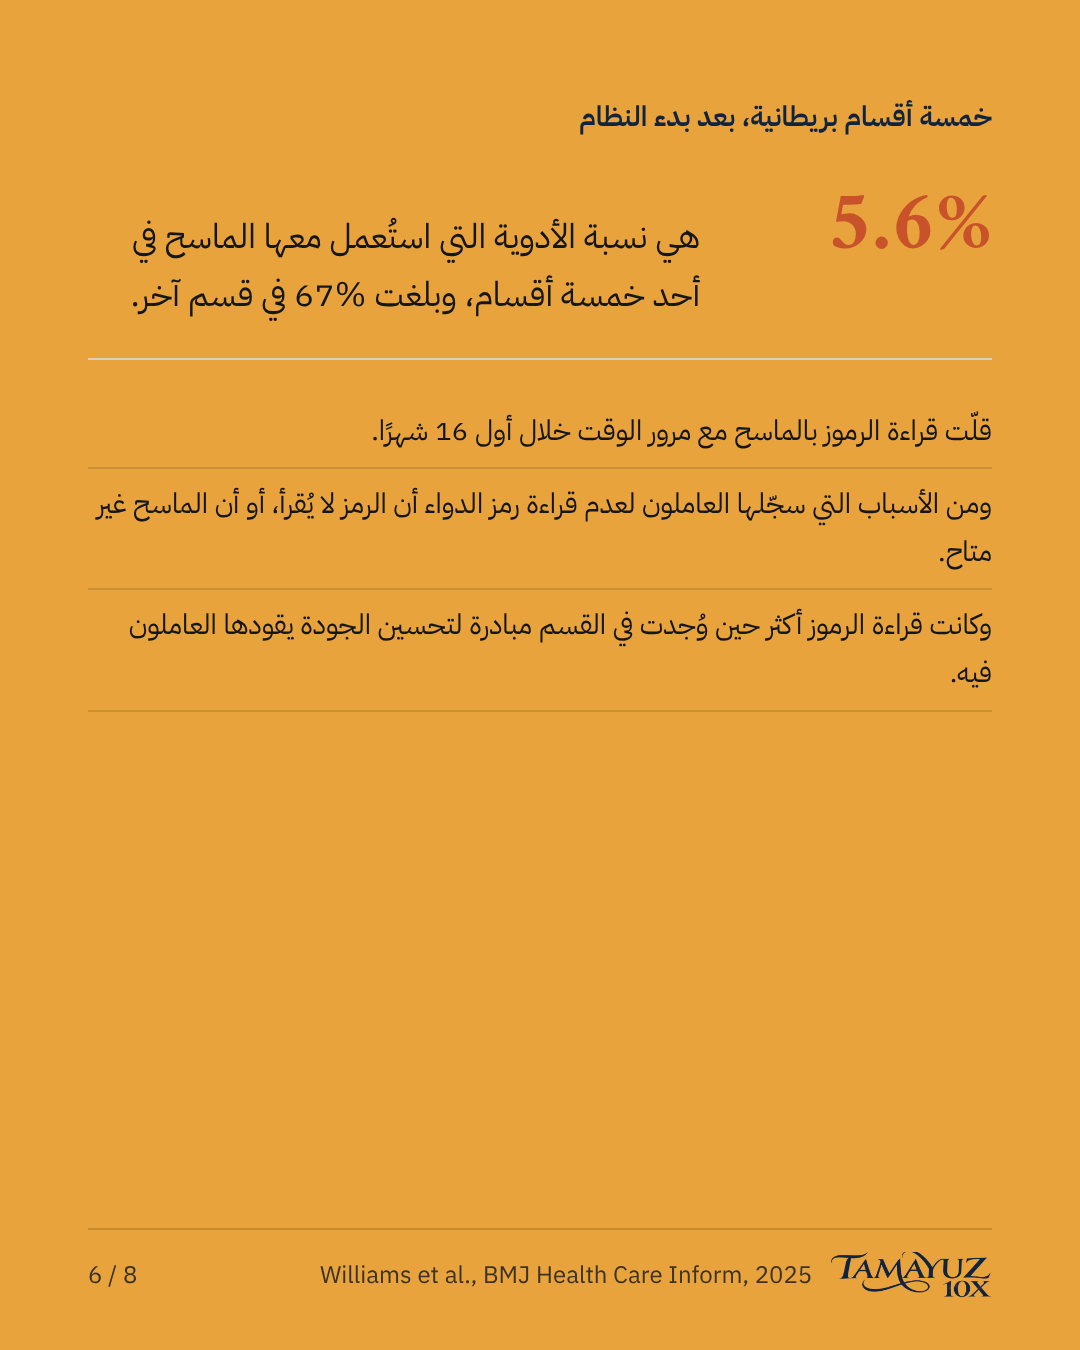 خمسة أقسام بريطانية، بعد بدء النظام
5.6%
هي نسبة الأدوية التي استُعمل معها الماسح في
أحد خمسة أقسام، وبلغت 67% في قسم آخر.
قلّت قراءة الرموز بالماسح مع مرور الوقت خلال أول 16 شهرًا.
ومن الأسباب التي سجّلها العاملون لعدم قراءة رمز الدواء أن الرمز لا يُقرأ، أو أن الماسح غير
متاح.
وكانت قراءة الرموز أكثر حين وُجدت في القسم مبادرة لتحسين الجودة يقودها العاملون
فيه.
TAMAYUZ
10X
Williams et al., BMJ Health Care Inform, 2025
6 / 8